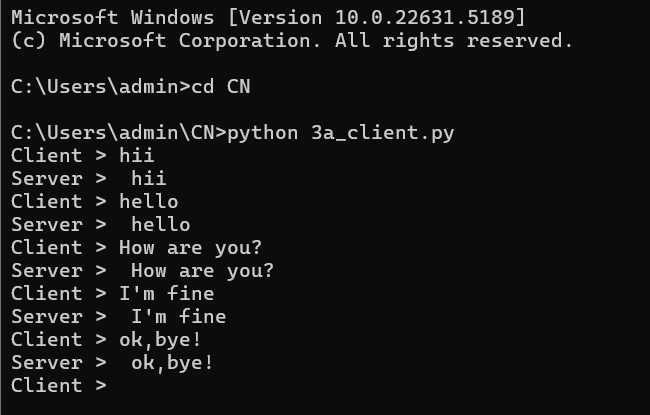 Microsoft Windows [Version 10.0.22631.5189]
(c) Microsoft Corporation. All rights reserved.
C:\Users\admin>cd CN
C:\Users\admin\CN>python 3a_client.py
Client > hii
Server >  hii
Client > hello
Server >  hello
Client > How are you?
Server >  How are you?
Client > I'm fine
Server >  I'm fine
Client > ok,bye!
Server >  ok,bye!
Client >